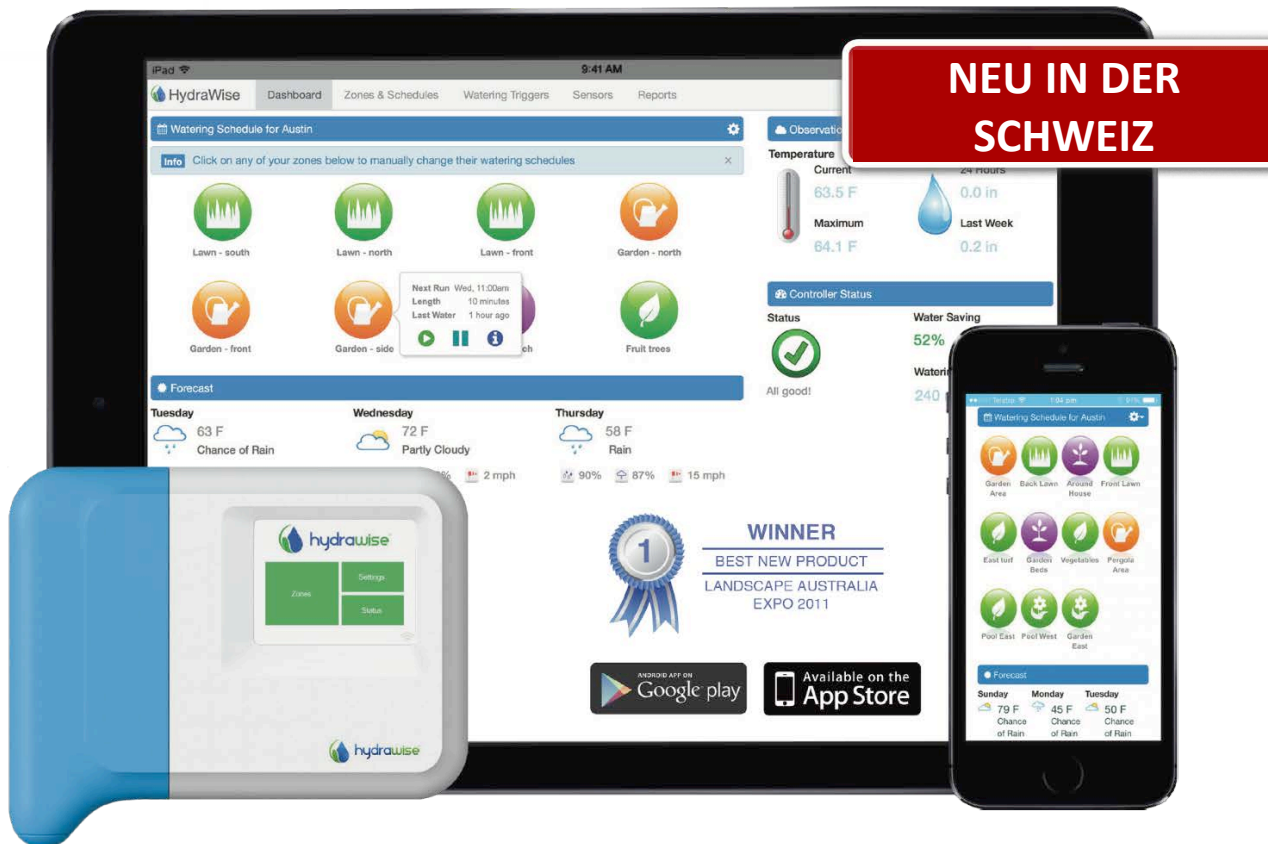 iPad
9:41 AM
NEU IN DER
SCHWEIZ
HydraWise
Dashboard
Zones & Schedules
Watering Triggers
Sensors
Reports
Watering Schedule for Austin
Info Click on any of your zones below to manually change their watering schedules ×
Lawn - south
Lawn - north
Lawn - front
Garden - north
Garden - front
Garden - side
Next Run Wed, 11:00am
Length 10 minutes
Last Water 1 hour ago
Fruit trees
Temperature
Current
63.5 F
Maximum
64.1 F
24 Hours
0.0 in
Last Week
0.2 in
Controller Status
Status
All good!
Water Saving
52%
240
Forecast
Tuesday
63 F
Chance of Rain
Wednesday
72 F
Partly Cloudy
2 mph
Thursday
58 F
Rain
90% 87% 15 mph
1
WINNER
BEST NEW PRODUCT
LANDSCAPE AUSTRALIA
EXPO 2011
ANDROID APP ON
Google play
Available on the
App Store
hydrawise
Zones
Settings
Status
hydrawise
Telstra
1:04 pm
Watering Schedule for Austin
Garden
Area
Back Lawn
Around
House
Front Lawn
East turf
Garden
Beds
Vegetables
Pergola
Area
Pool East
Pool West
Garden
East
Forecast
Sunday
79 F
Chance
of Rain
Monday
45 F
Chance
of Rain
Tuesday
50 F
Chance
of Rain